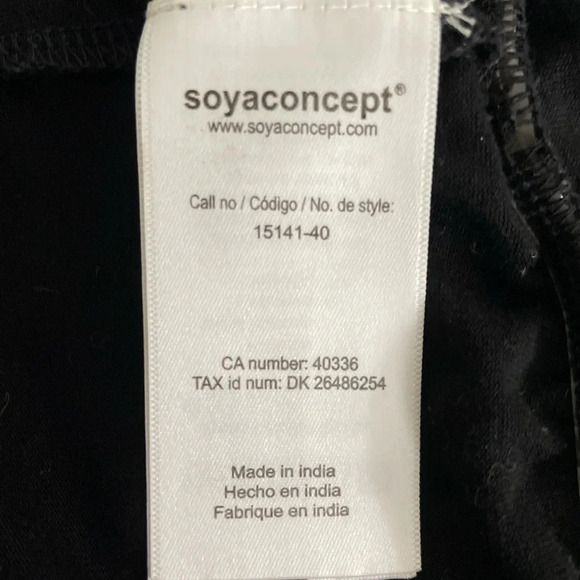 soyaconcept®
www.soyaconcept.com
Call no / Código / No. de style:
15141-40
CA number: 40336
TAX id num: DK 26486254
Made in india
Hecho en india
Fabrique en india